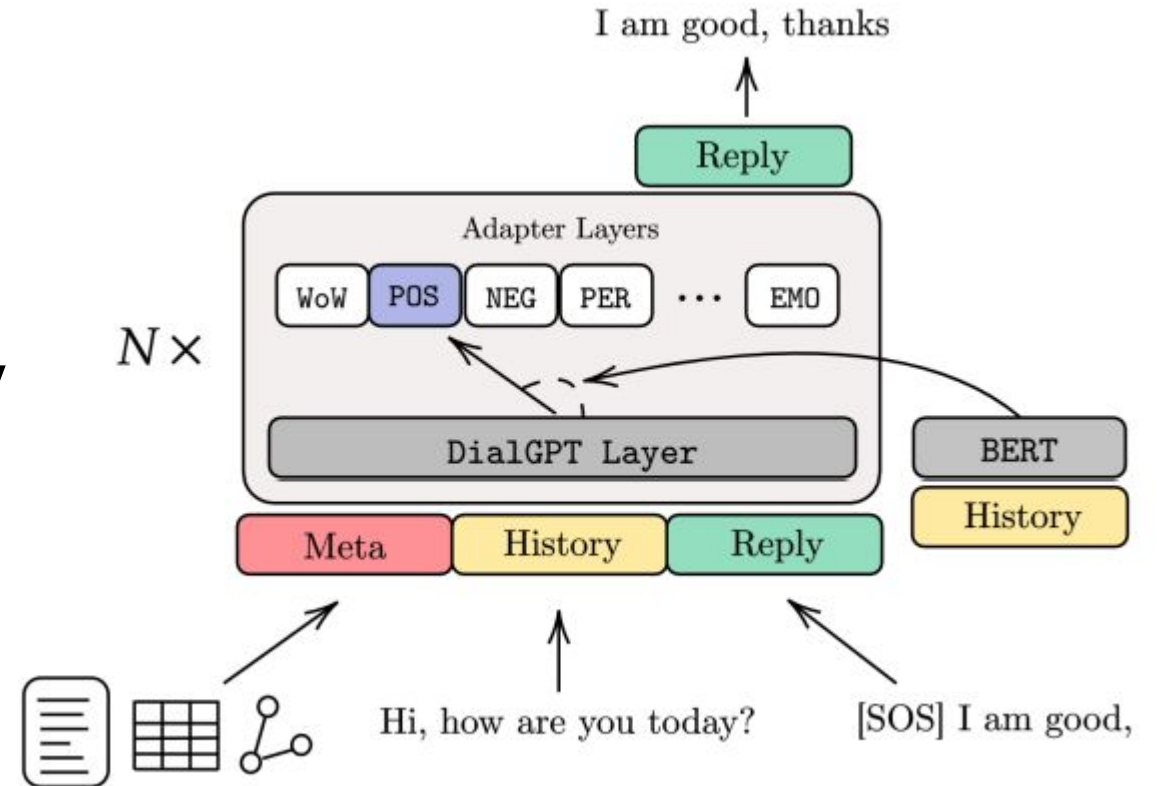 I am good, thanks
Reply
Adapter Layers
WoW POS NEG PER ... EMO
N×
DialGPT Layer
BERT
History
Meta History Reply
Hi, how are you today?
[SOS] I am good,